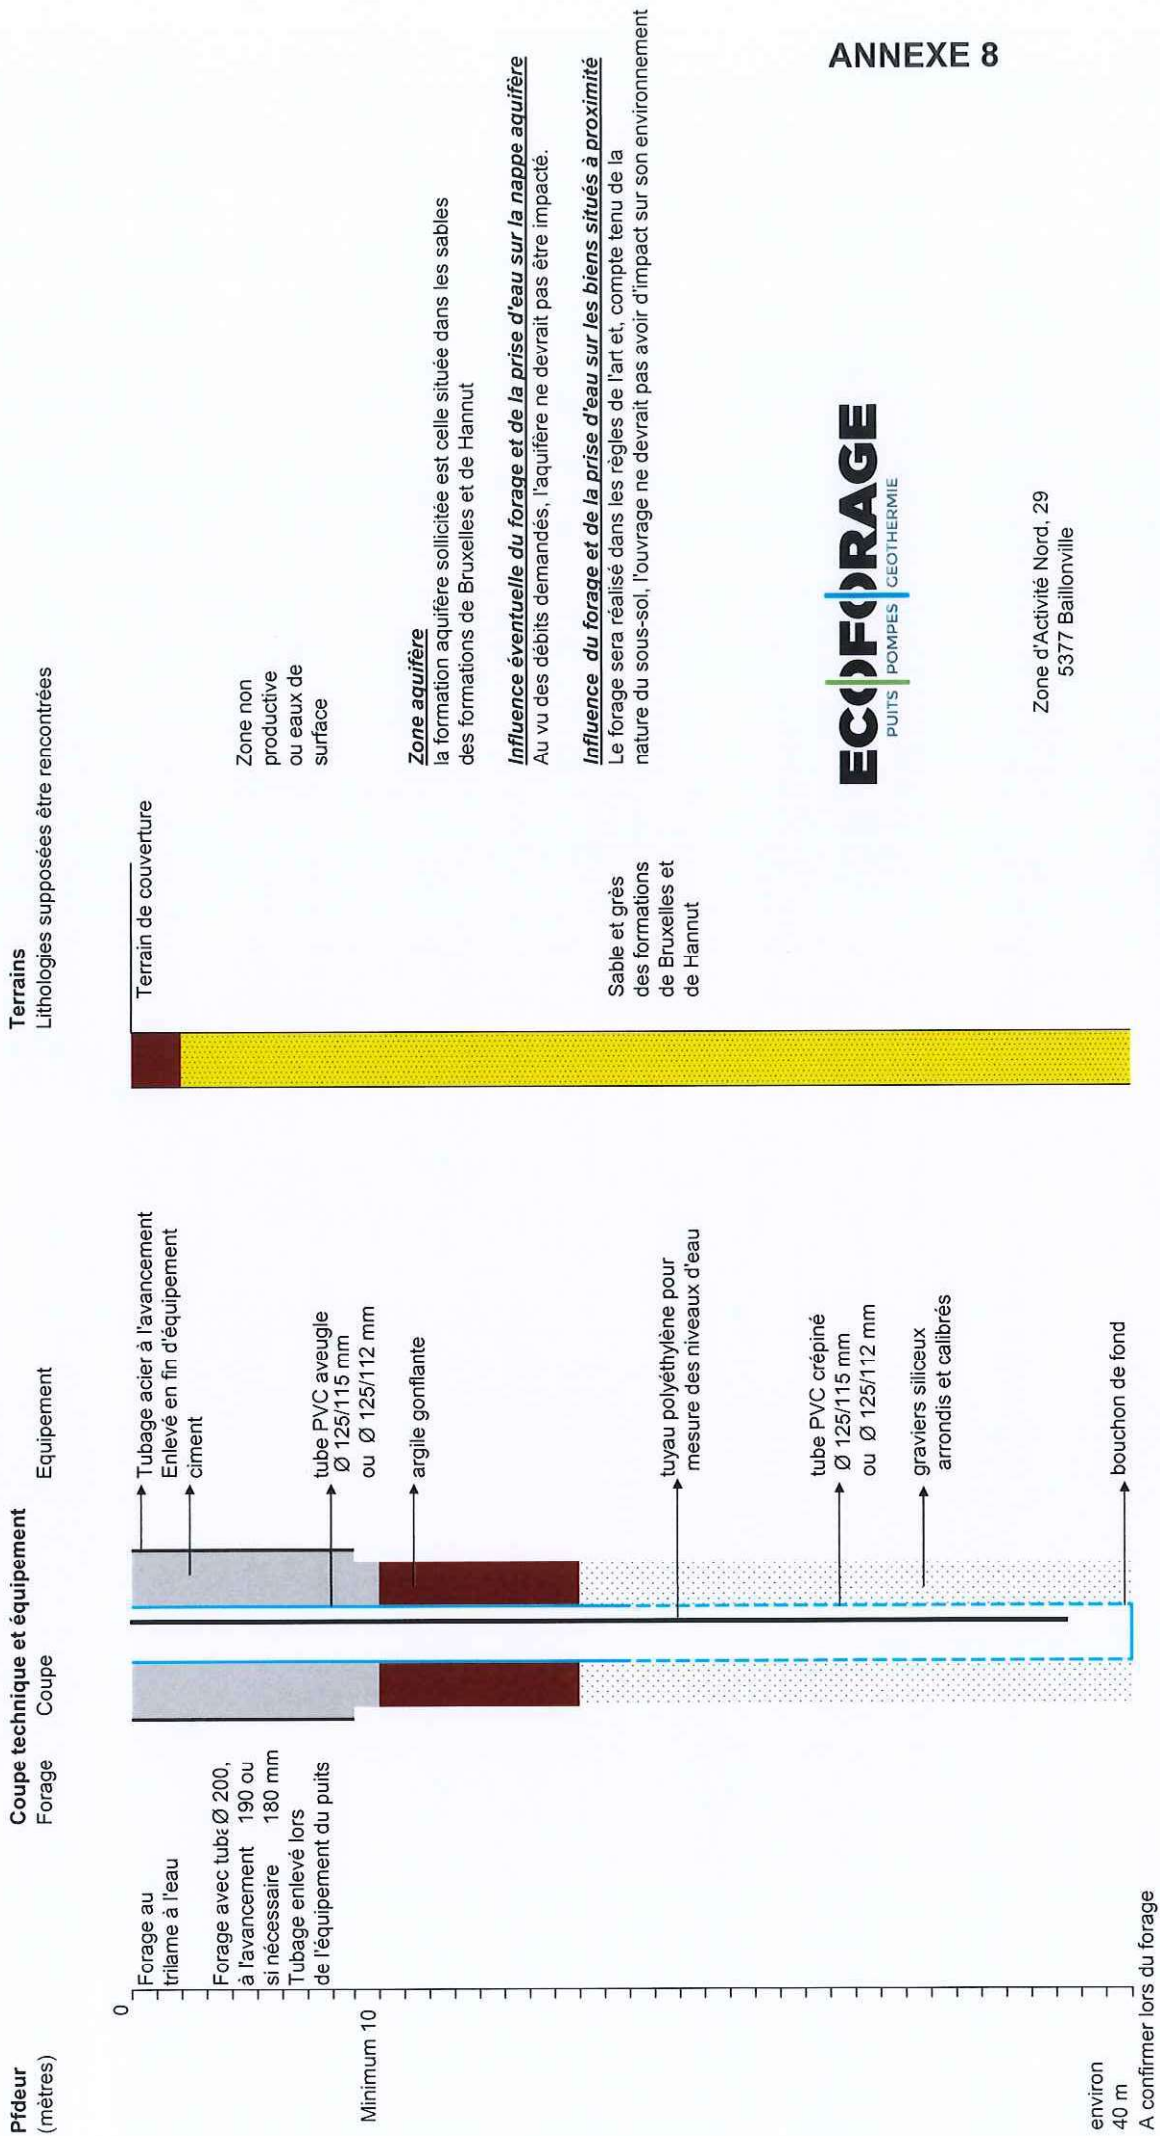 ANNEXE 8
Pfdeur
(mètres)
0
Minimum 10
environ
40 m
A confirmer lors du forage
Coupe technique et équipement
Forage
Coupe
Equipement
Forage au
trilame à l'eau
Forage avec tuba Ø 200,
à l'avancement 190 ou
si nécessaire 180 mm
Tubage enlevé lors
de l'équipement du puits
Tubage acier à l'avancement
Enlevé en fin d'équipement
ciment
tube PVC aveugle
Ø 125/115 mm
ou Ø 125/112 mm
argile gonflante
tuyau polyéthylène pour
mesure des niveaux d'eau
tube PVC crépiné
Ø 125/115 mm
ou Ø 125/112 mm
graviers siliceux
arrondis et calibrés
bouchon de fond
Terrains
Lithologies supposées être rencontrées
Terrain de couverture
Sable et grès
des formations
de Bruxelles et
de Hannut
Zone non
productive
ou eaux de
surface
Zone aquifère
la formation aquifère sollicitée est celle située dans les sables
des formations de Bruxelles et de Hannut
Influence éventuelle du forage et de la prise d'eau sur la nappe aquifère
Au vu des débits demandés, l'aquifère ne devrait pas être impacté.
Influence du forage et de la prise d'eau sur les biens situés à proximité
Le forage sera réalisé dans les règles de l'art et, compte tenu de la
nature du sous-sol, l'ouvrage ne devrait pas avoir d'impact sur son environnement
ECOFORAGE
PUITS POMPES GEOTHERMIE
Zone d'Activité Nord, 29
5377 Baillonville